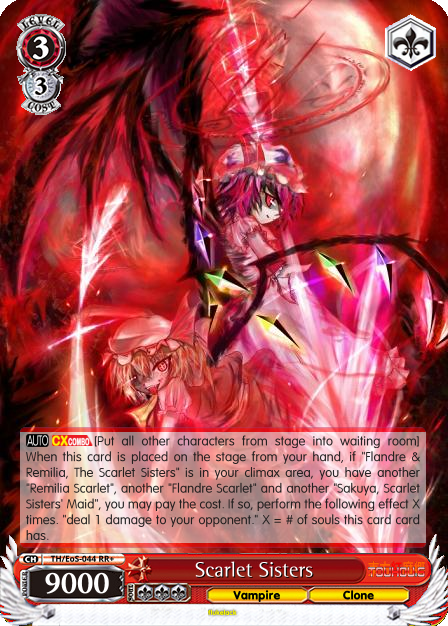 LEVEL
3
3
COST
AUTO CXCOMBO [Put all other characters from stage into waiting room]
When this card is placed on the stage from your hand, if "Flandre &
Remilia, The Scarlet Sisters" is in your climax area, you have another
"Remilia Scarlet", another "Flandre Scarlet" and another "Sakuya, Scarlet
Sisters' Maid", you may pay the cost. If so, perform the following effect X
times. "deal 1 damage to your opponent." X = # of souls this card card
has.
CH TH/EoS-044 RR+
POWER 9000 SOUL Scarlet Sisters
Vampire Clone